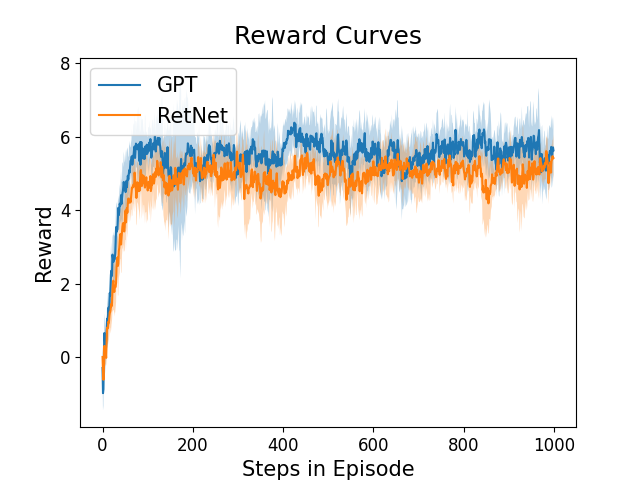 Reward Curves
GPT
RetNet
8
6
4
2
0
Reward
0 200 400 600 800 1000
Steps in Episode